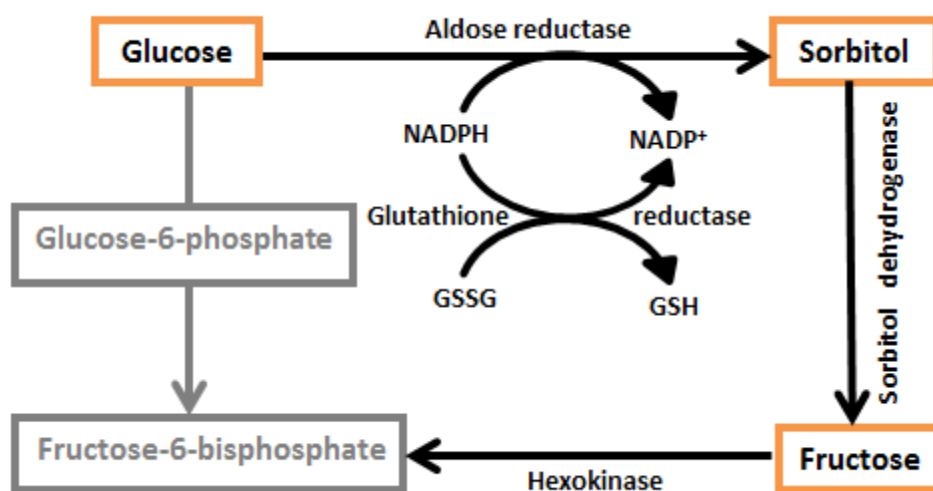 Aldose reductase
Glucose
Sorbitol
NADPH
NADP+
Glutathione reductase
Glucose-6-phosphate
GSSG
GSH
Sorbitol dehydrogenase
Fructose-6-bisphosphate
Fructose
Hexokinase